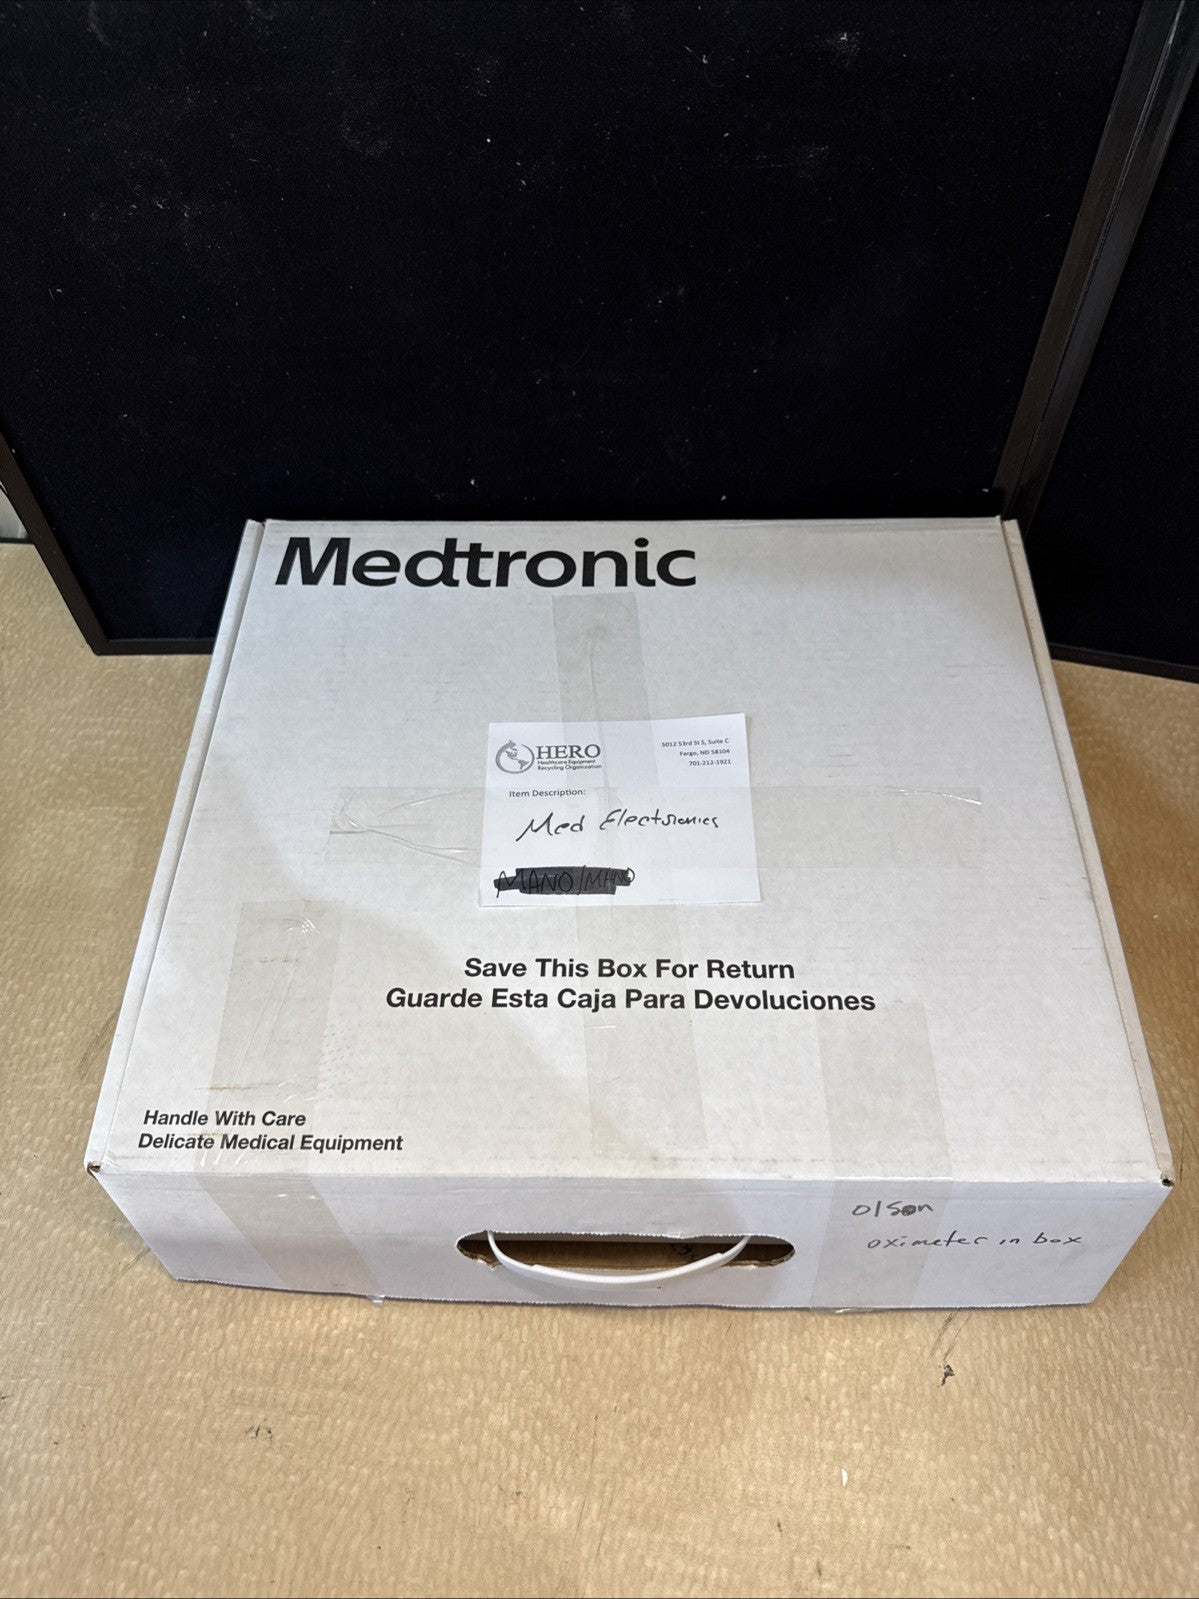 Medtronic
HERO
Healthcare Equipment
Recycling Organization
5012 53rd St S, Suite C
Fargo, ND 58104
701-212-1921
Item Description:
Med Electronics
MANO/MAND
Save This Box For Return
Guarde Esta Caja Para Devoluciones
Handle With Care
Delicate Medical Equipment
olson
oximeter in box